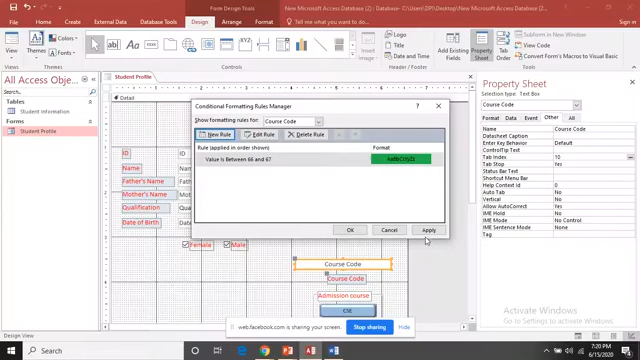 Form Design Tools
New Microsoft Access Database (2) : Database- C:\Users\DPI\Desktop\New Microsoft Access Database (2)
File Home Create External Data Database Tools Design Arrange Format Tell me what you want to do
Views
Themes
Colors
Fonts
Controls
Insert Image
Add Existing Fields
Property Sheet
Tab Order
Subform in New Window
View Code
Convert Form's Macros to Visual Basic
Tools
All Access Obje...
Tables
Student Information
Forms
Student Profile
Student Profile
Detail
ID
Name
Father's Name
Mother's Name
Qualification
Date of Birth
Female
Male
Course Code
Course Code
Admission course
CSE
Conditional Formatting Rules Manager
Show formatting rules for: Course Code
New Rule Edit Rule Delete Rule
Rule (applied in order shown) Format
Value Is Between 66 and 67 AaBbCcYyZz
OK Cancel Apply
Property Sheet
Selection type: Text Box
Course Code
Format Data Event Other All
Name Course Code
Datasheet Caption
Enter Key Behavior Default
ControlTip Text
Tab Index 10
Tab Stop Yes
Status Bar Text
Shortcut Menu Bar
Help Context Id 0
Auto Tab No
Vertical No
Allow AutoCorrect Yes
IME Hold No
IME Mode No Control
IME Sentence Mode None
Tag
Activate Windows
Go to Settings to activate Windows.
web.facebook.com is sharing your screen. Stop sharing Hide
Design View
Search
7:20 PM
6/15/2020